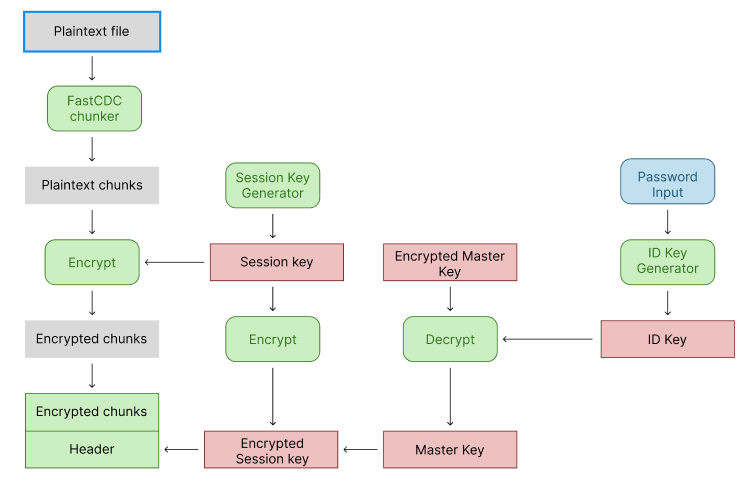 Plaintext file
FastCDC
chunker
Plaintext chunks
Session Key
Generator
Password
Input
Encrypt
Session key
Encrypted Master
Key
ID Key
Generator
Encrypted chunks
Encrypt
Decrypt
ID Key
Encrypted chunks
Header
Encrypted
Session key
Master Key